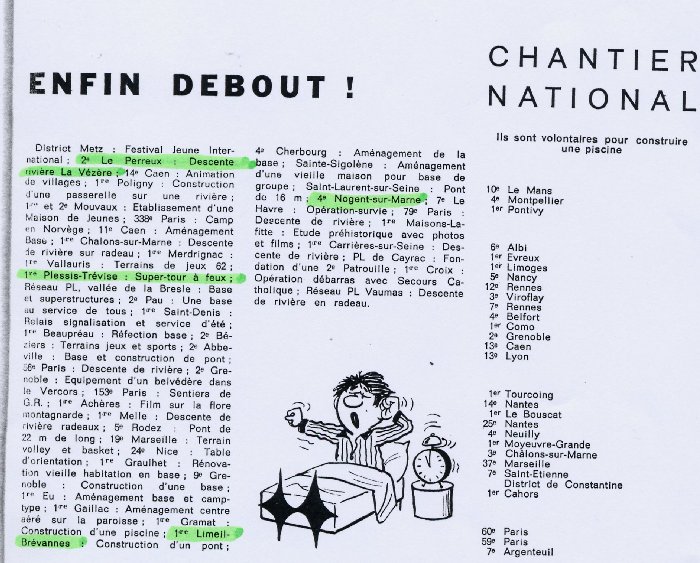 ENFIN DEBOUT !
District Metz : Festival Jeune Inter-
national ; 2e Le Perreux : Descente
rivière La Vézère ; 14e Caen : Animation
de villages ; 1re Poligny : Construction
d'une passerelle sur une rivière ;
1re et 2e Mouvaux : Etablissement d'une
Maison de Jeunes ; 338e Paris : Camp
en Norvège ; 11e Caen : Aménagement
Base ; 1re Chalons-sur-Marne : Descente
de rivière sur radeau ; 1re Merdrignac :
1re Vallauris : Terrains de jeux 62 ;
1re Plessis-Trévise : Super-tour à feux ;
Réseau PL, vallée de la Bresle : Base
et superstructures ; 2e Pau : Une base
au service de tous ; 1re Saint-Denis :
Relais signalisation et service d'été ;
1re Beaupréau : Réfection base ; 2e Bé-
ziers : Terrains jeux et sports ; 2e Abbe-
ville : Base et construction de pont ;
56e Paris : Descente de rivière ; 2e Gre-
noble : Equipement d'un belvédère dans
le Vercors ; 153e Paris : Sentiers de
G.R. ; 1re Achères : Film sur la flore
montagnarde ; 1re Melle : Descente de
rivière radeaux ; 5e Rodez : Pont de
22 m de long ; 19e Marseille : Terrain
volley et basket ; 24e Nice : Table
d'orientation ; 1re Graulhet : Rénova-
tion vieille habitation en base ; 9e Gre-
noble : Construction d'une base ;
1re Eu : Aménagement base et camp-
type ; 1re Gaillac : Aménagement centre
aéré sur la paroisse ; 1re Gramat :
Construction d'une piscine ; 1re Limeil-
Brévannes : Construction d'un pont ;
4e Cherbourg : Aménagement de la
base ; Sainte-Sigolène : Aménagement
d'une vieille maison pour base de
groupe ; Saint-Laurent-sur-Seine : Pont
de 16 m ; 4e Nogent-sur-Marne ; 7e Le
Havre : Opération-survie ; 79e Paris :
Descente de rivière ; 1re Maisons-La-
fitte : Etude préhistorique avec photos
et films ; 1re Carrières-sur-Seine : Des-
cente de rivière ; PL de Cayrac : Fon-
dation d'une 2e Patrouille ; 1re Croix :
Opération débarras avec Secours Ca-
tholique ; Réseau PL Vaumas : Descente
de rivière en radeau.
CHANTIER
NATIONAL
Ils sont volontaires pour construire
une piscine
10e Le Mans
4e Montpellier
1er Pontivy
6e Albi
1er Evreux
1er Limoges
5e Nancy
12e Rennes
3e Viroflay
7e Rennes
4e Belfort
1er Como
2e Grenoble
13e Caen
13e Lyon
1er Tourcoing
14e Nantes
1er Le Bouscat
25e Nantes
4e Neuilly
1er Moyeuvre-Grande
3e Châlons-sur-Marne
37e Marseille
7e Saint-Etienne
District de Constantine
1er Cahors
60e Paris
59e Paris
7e Argenteuil